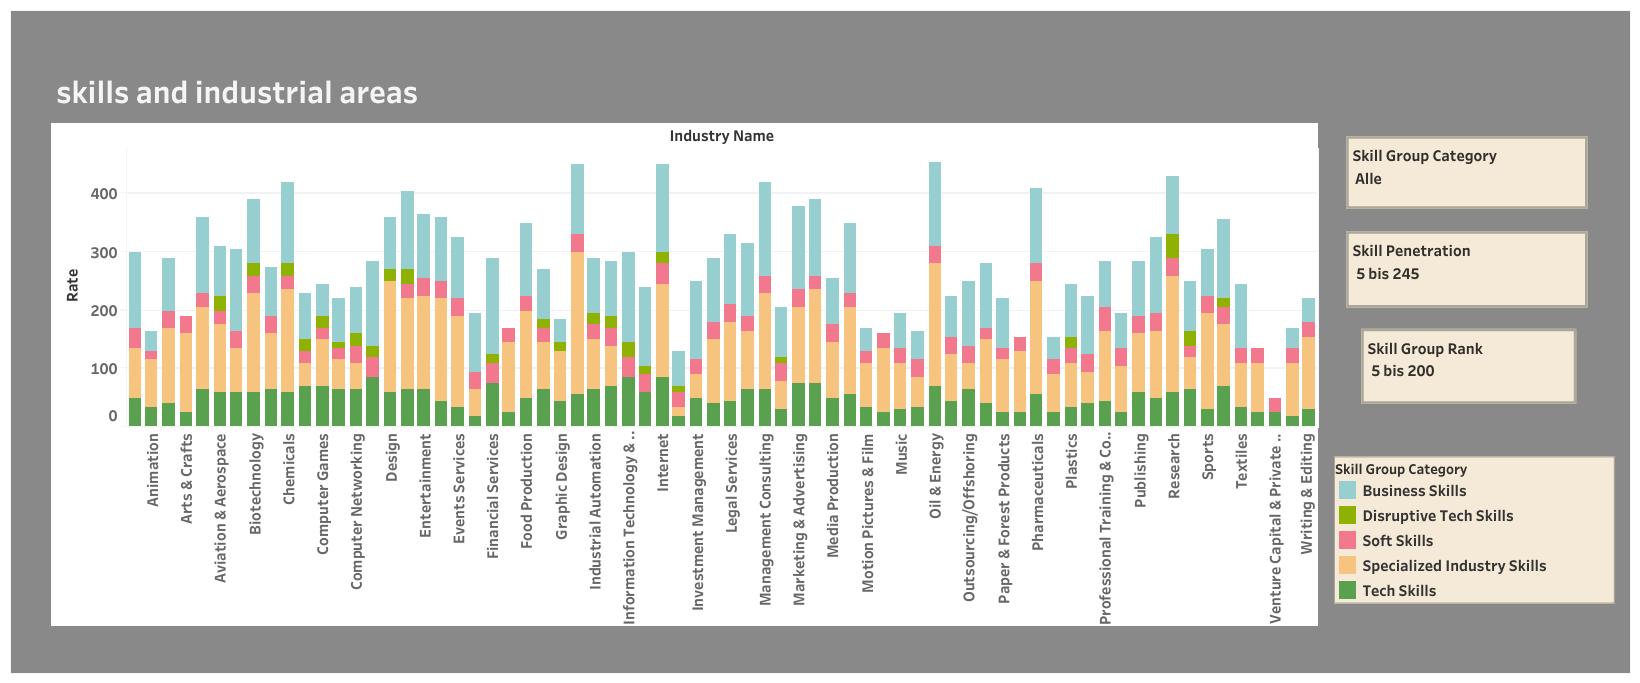 skills and industrial areas
Industry Name
Skill Group Category
Alle
400
Skill Penetration
5 bis 245
300
Rate
200
Skill Group Rank
5 bis 200
100
0
Animation
Arts & Crafts
Aviation & Aerospace
Biotechnology
Chemicals
Computer Games
Computer Networking
Design
Entertainment
Events Services
Financial Services
Food Production
Graphic Design
Industrial Automation
Information Technology & ..
Internet
Investment Management
Legal Services
Management Consulting
Marketing & Advertising
Media Production
Motion Pictures & Film
Music
Oil & Energy
Outsourcing/Offshoring
Paper & Forest Products
Pharmaceuticals
Plastics
Professional Training & Co..
Publishing
Research
Sports
Textiles
Venture Capital & Private ..
Writing & Editing
Skill Group Category
Business Skills
Disruptive Tech Skills
Soft Skills
Specialized Industry Skills
Tech Skills